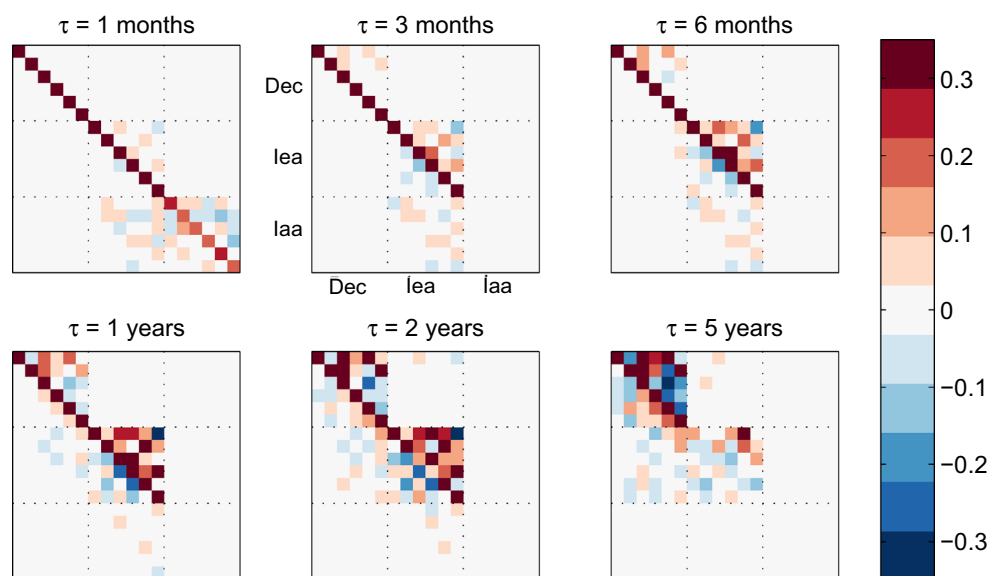 τ = 1 months
τ = 3 months
τ = 6 months
Dec
Iea
Iaa
Dec
Iea
Iaa
τ = 1 years
τ = 2 years
τ = 5 years
0.3
0.2
0.1
0
−0.1
−0.2
−0.3